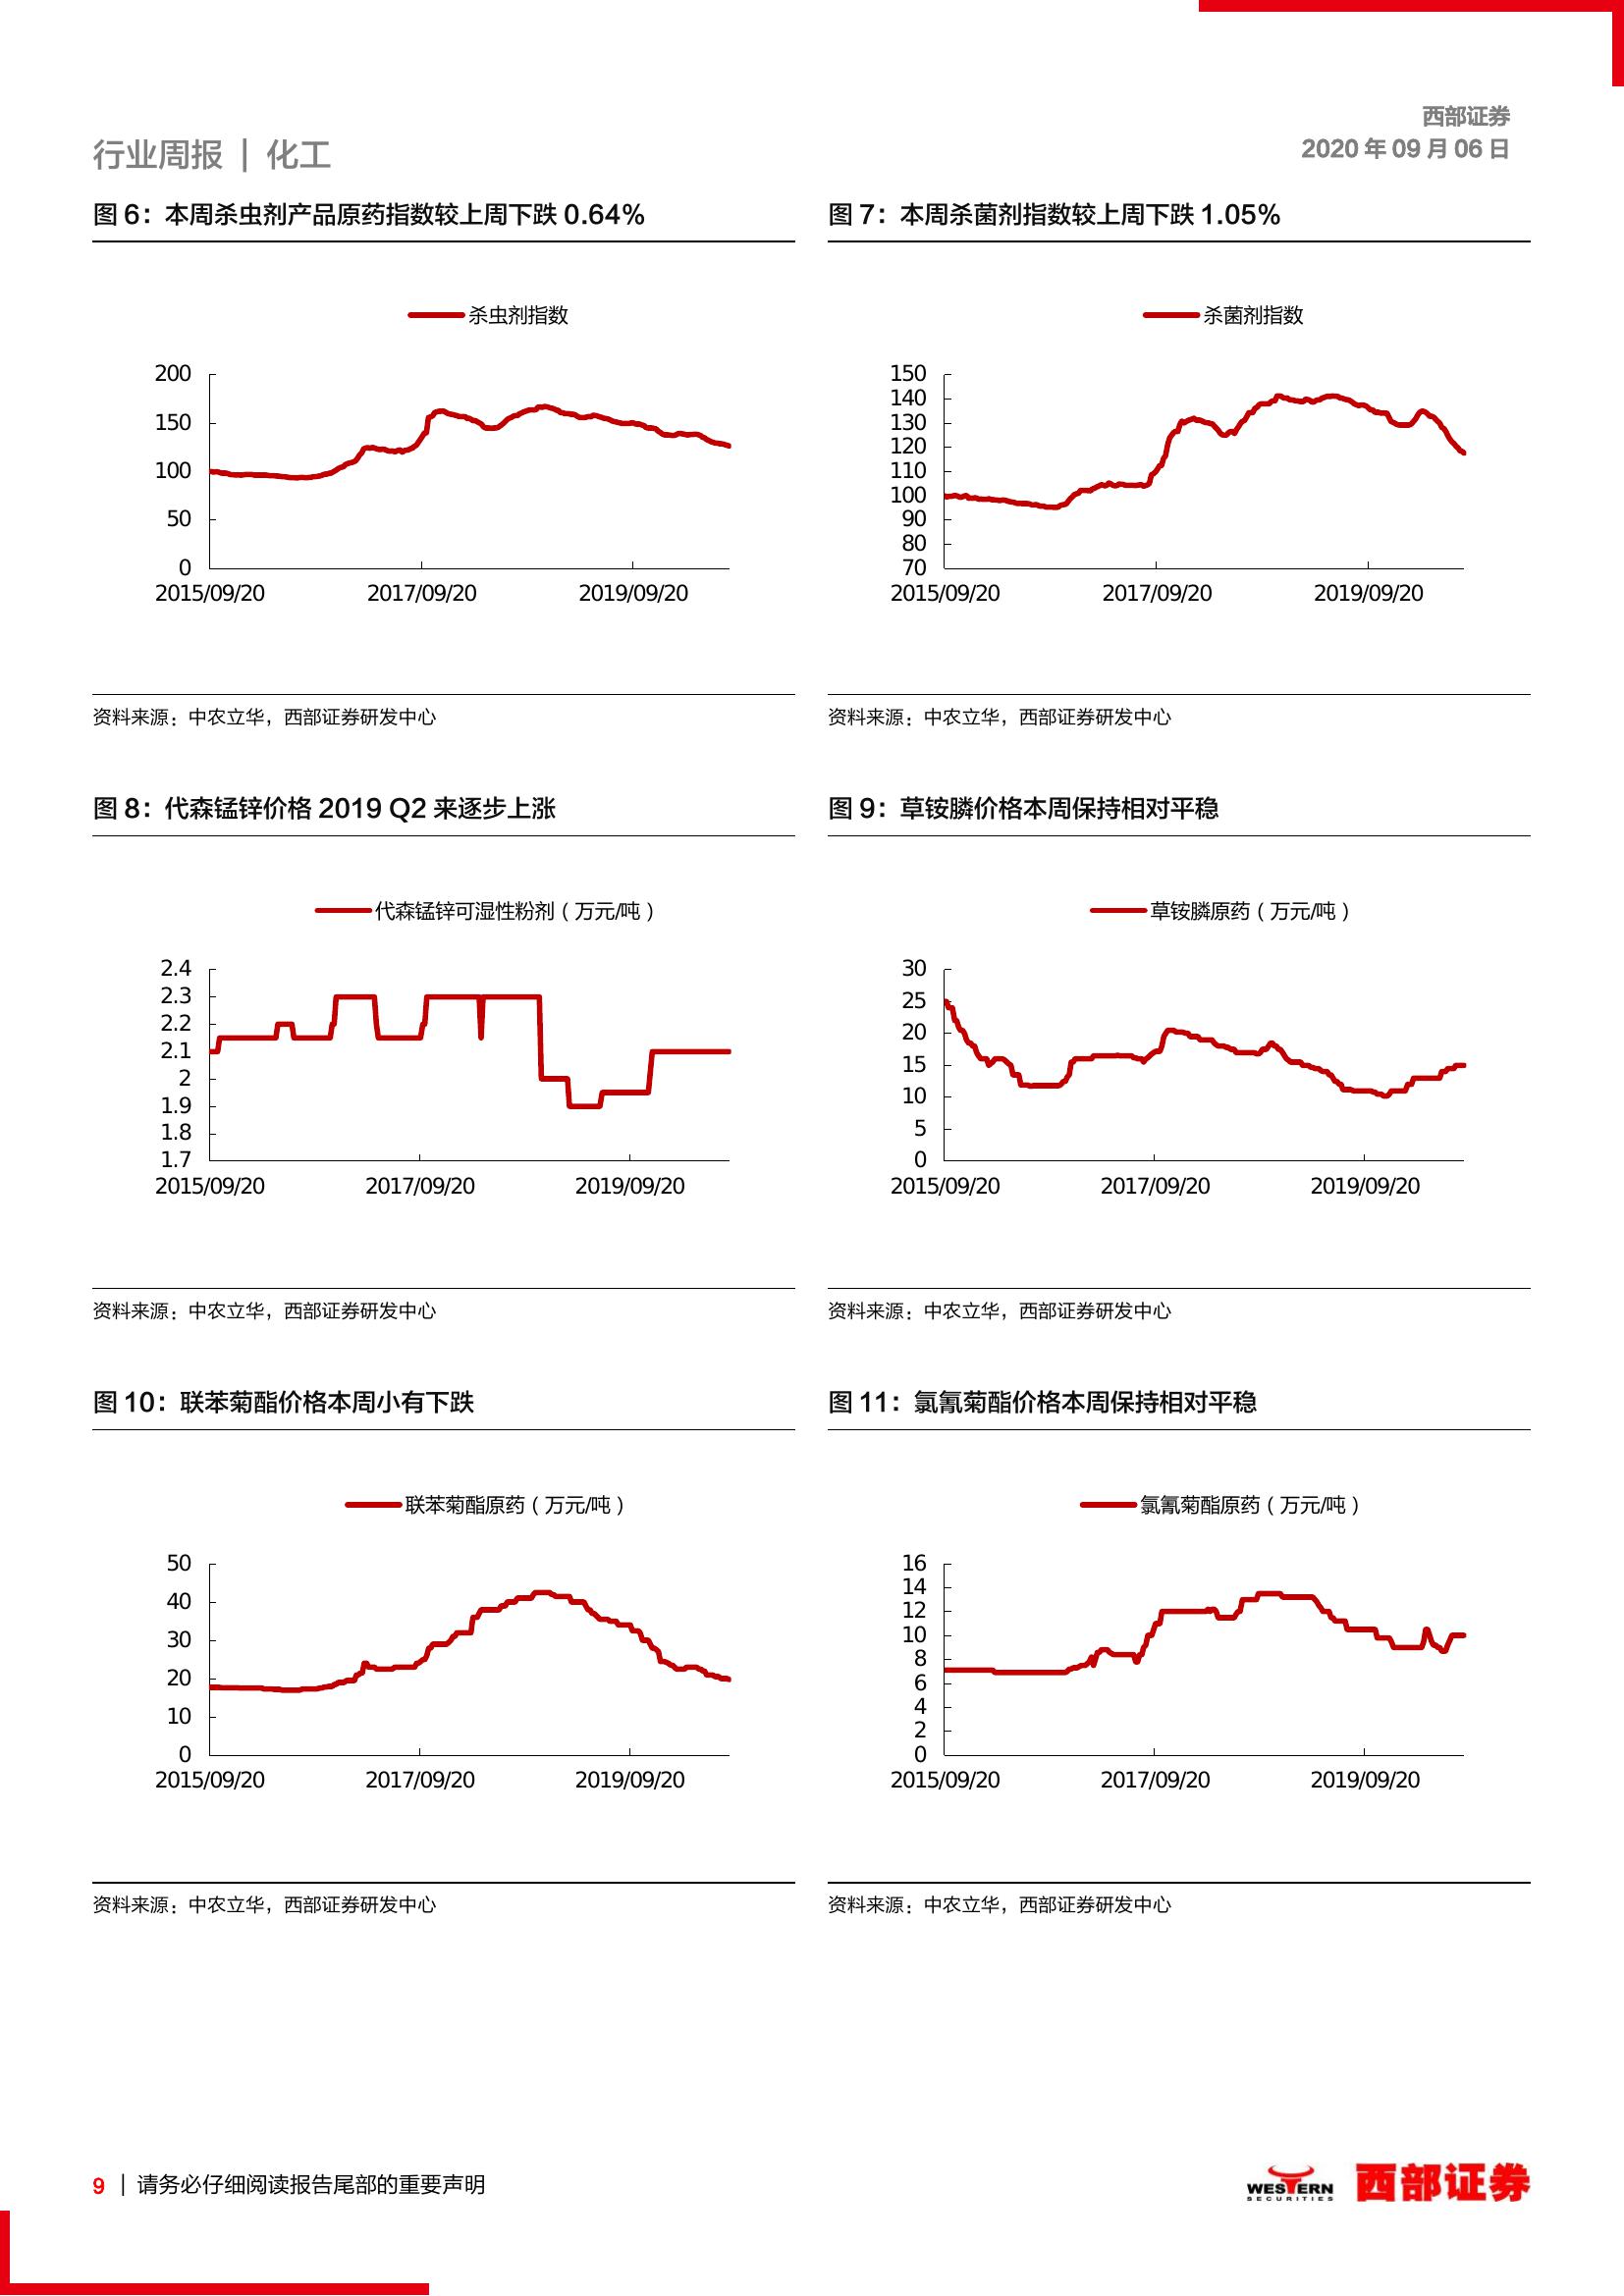 西部证券
行业周报 | 化工
2020 年 09 月 06 日
图 6：本周杀虫剂产品原药指数较上周下跌 0.64%
杀虫剂指数
200
150
100
50
0
2015/09/20 2017/09/20 2019/09/20
资料来源：中农立华，西部证券研发中心
图 7：本周杀菌剂指数较上周下跌 1.05%
杀菌剂指数
150
140
130
120
110
100
90
80
70
2015/09/20 2017/09/20 2019/09/20
资料来源：中农立华，西部证券研发中心
图 8：代森锰锌价格 2019 Q2 来逐步上涨
代森锰锌可湿性粉剂（万元/吨）
2.4
2.3
2.2
2.1
2
1.9
1.8
1.7
2015/09/20 2017/09/20 2019/09/20
资料来源：中农立华，西部证券研发中心
图 9：草铵膦价格本周保持相对平稳
草铵膦原药（万元/吨）
30
25
20
15
10
5
0
2015/09/20 2017/09/20 2019/09/20
资料来源：中农立华，西部证券研发中心
图 10：联苯菊酯价格本周小有下跌
联苯菊酯原药（万元/吨）
50
40
30
20
10
0
2015/09/20 2017/09/20 2019/09/20
资料来源：中农立华，西部证券研发中心
图 11：氯氰菊酯价格本周保持相对平稳
氯氰菊酯原药（万元/吨）
16
14
12
10
8
6
4
2
0
2015/09/20 2017/09/20 2019/09/20
资料来源：中农立华，西部证券研发中心
9 | 请务必仔细阅读报告尾部的重要声明
WESTERN
SECURITIES
西部证券